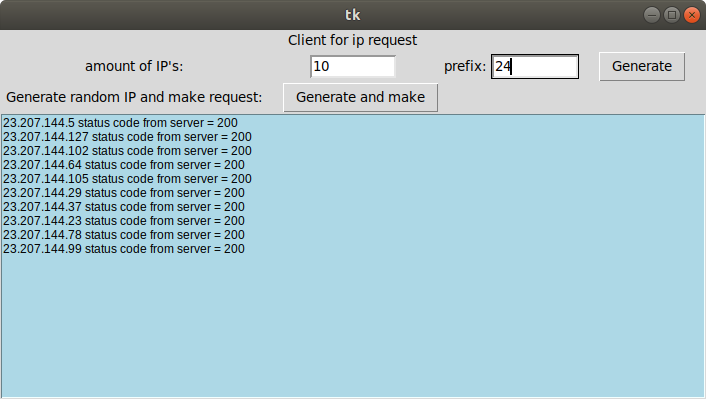 tk
Client for ip request
amount of IP's: 10 prefix: 24 Generate
Generate random IP and make request: Generate and make
23.207.144.5 status code from server = 200
23.207.144.127 status code from server = 200
23.207.144.102 status code from server = 200
23.207.144.64 status code from server = 200
23.207.144.105 status code from server = 200
23.207.144.29 status code from server = 200
23.207.144.37 status code from server = 200
23.207.144.23 status code from server = 200
23.207.144.78 status code from server = 200
23.207.144.99 status code from server = 200